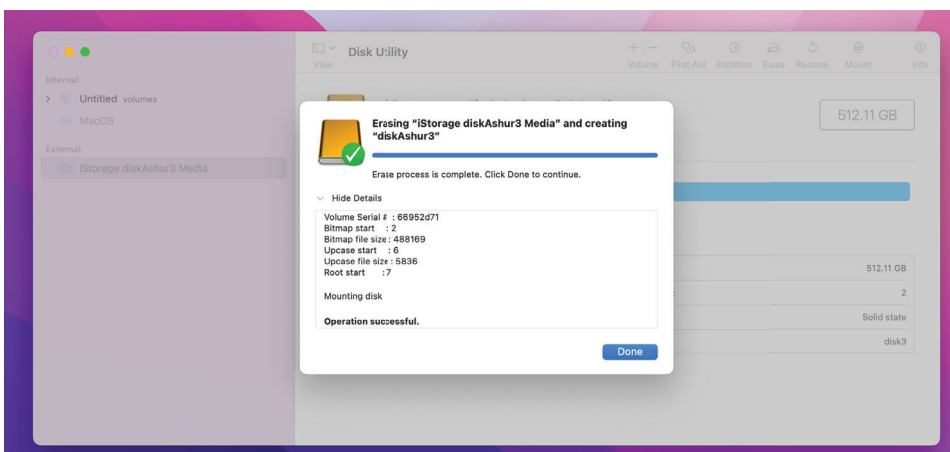 Disk Utility
View
Volume First Aid Partition Erase Restore Mount Info
Internal
Untitled volumes
MacOS
External
iStorage diskAshur3 Media
512.11 GB
Erasing “iStorage diskAshur3 Media” and creating
“diskAshur3”
Erase process is complete. Click Done to continue.
Hide Details
Volume Serial # : 66952d71
Bitmap start : 2
Bitmap file size : 488169
Upcase start : 6
Upcase file size : 5836
Root start :7
Mounting disk
Operation successful.
Done
512.11 GB
2
Solid state
disk3